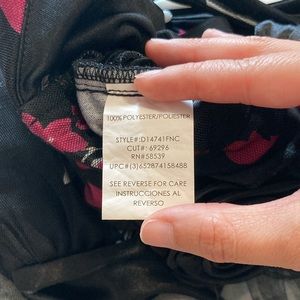 100% POLYESTER/POLIESTER
STYLE#:D14741FNC
CUT#: 69296
RN#58539
UPC#(3)652874158488
SEE REVERSE FOR CARE
INSTRUCCIONES AL
REVERSO